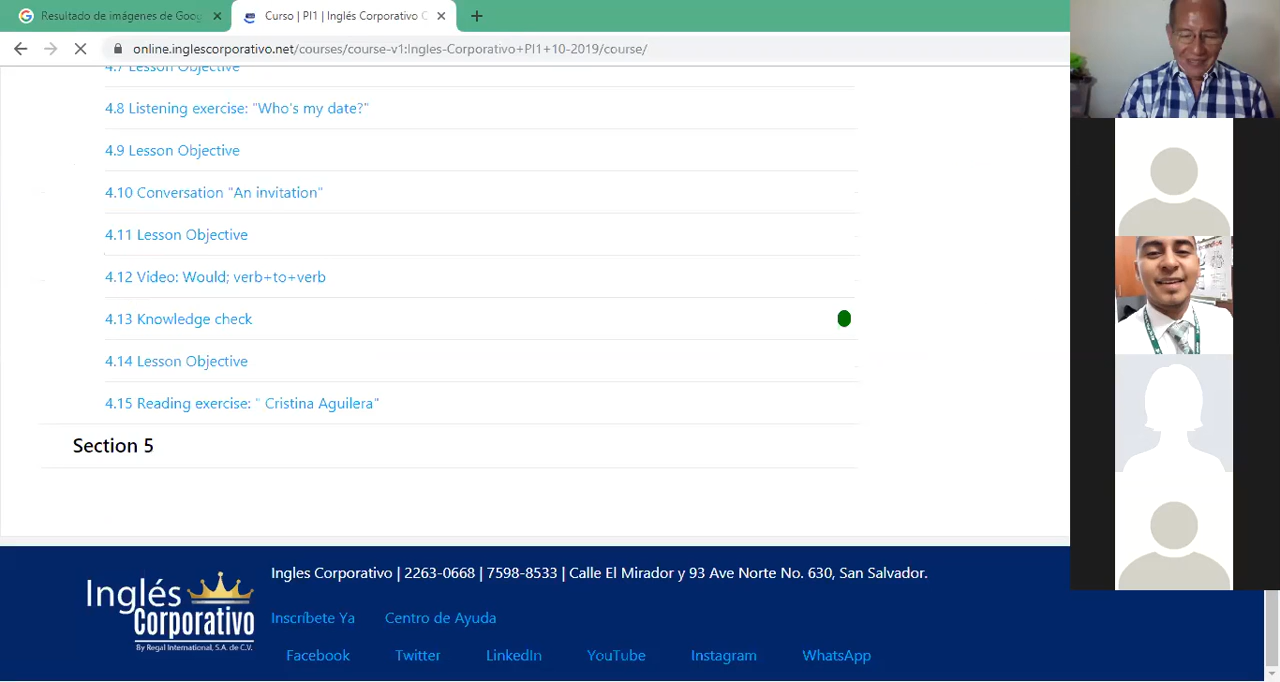 Resultado de imágenes de Goog
Curso | PI1 | Inglés Corporativo C
online.inglescorporativo.net/courses/course-v1:Ingles-Corporativo+PI1+10-2019/course/
4.7 Lesson Objective
4.8 Listening exercise: "Who's my date?"
4.9 Lesson Objective
4.10 Conversation "An invitation"
4.11 Lesson Objective
4.12 Video: Would; verb+to+verb
4.13 Knowledge check
4.14 Lesson Objective
4.15 Reading exercise: " Cristina Aguilera"
Section 5
Inglés Corporativo
By Regal International, S.A. de C.V.
Ingles Corporativo | 2263-0668 | 7598-8533 | Calle El Mirador y 93 Ave Norte No. 630, San Salvador.
Inscríbete Ya Centro de Ayuda
Facebook Twitter LinkedIn YouTube Instagram WhatsApp